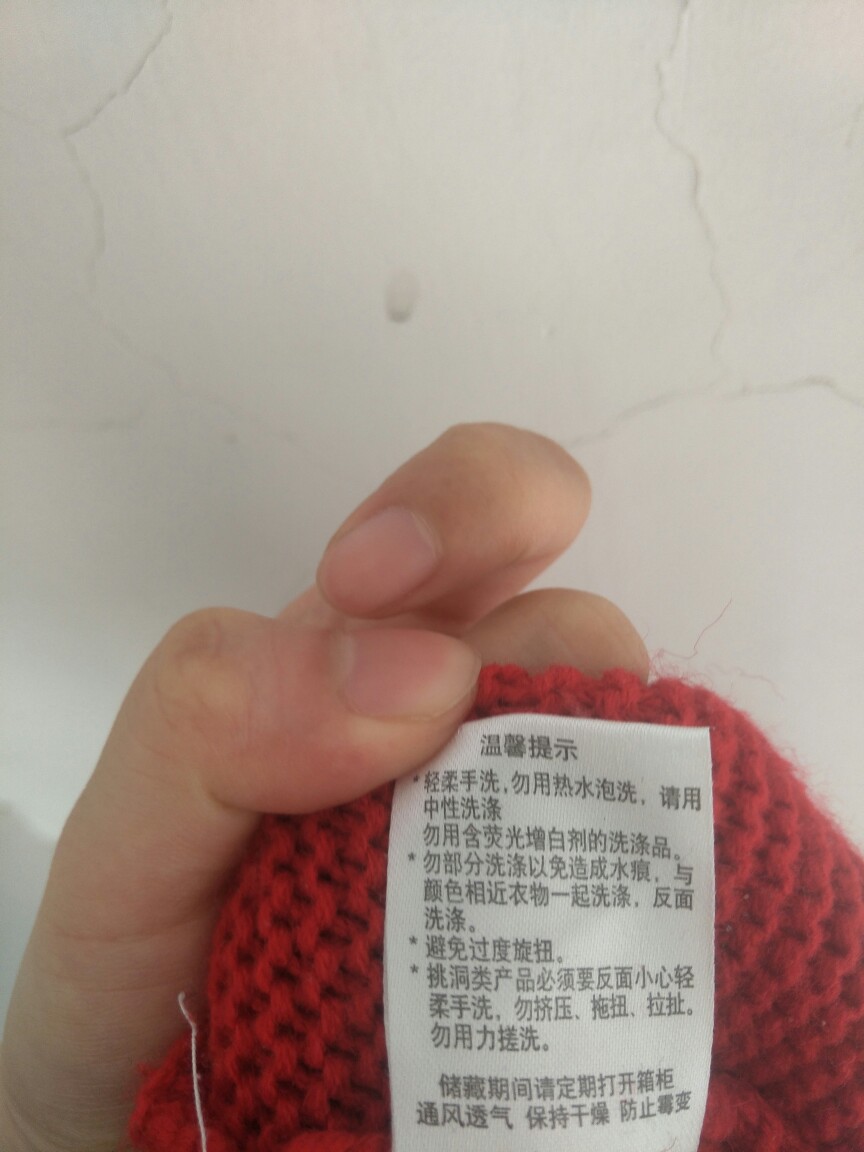 温馨提示
*轻柔手洗,勿用热水泡洗，请用
中性洗涤
勿用含荧光增白剂的洗涤品。
*勿部分洗涤以免造成水痕，与
颜色相近衣物一起洗涤，反面
洗涤。
*避免过度旋扭。
*挑洞类产品必须要反面小心轻
柔手洗，勿挤压、拖扭、拉扯。
勿用力搓洗。
储藏期间请定期打开箱柜
通风透气 保持干燥 防止霉变